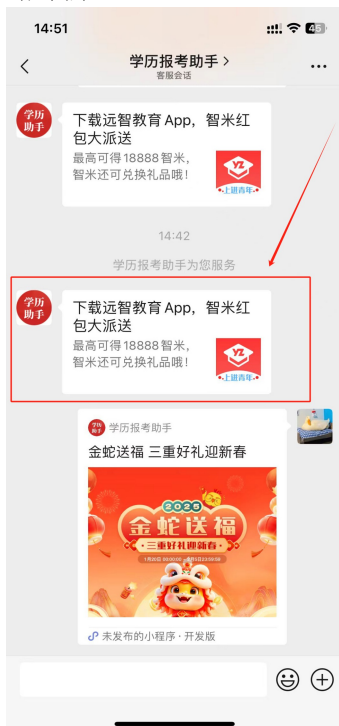 14:51
45
学历报考助手
客服会话
学历
助手
下载远智教育App，智米红
包大派送
最高可得18888智米，
智米还可兑换礼品哦！
YZ
·上进青年·
14:42
学历报考助手为您服务
学历
助手
下载远智教育App，智米红
包大派送
最高可得18888智米，
智米还可兑换礼品哦！
YZ
·上进青年·
学历报考助手
金蛇送福 三重好礼迎新春
2025
金蛇送福
·三重好礼迎新春·
未发布的小程序·开发版